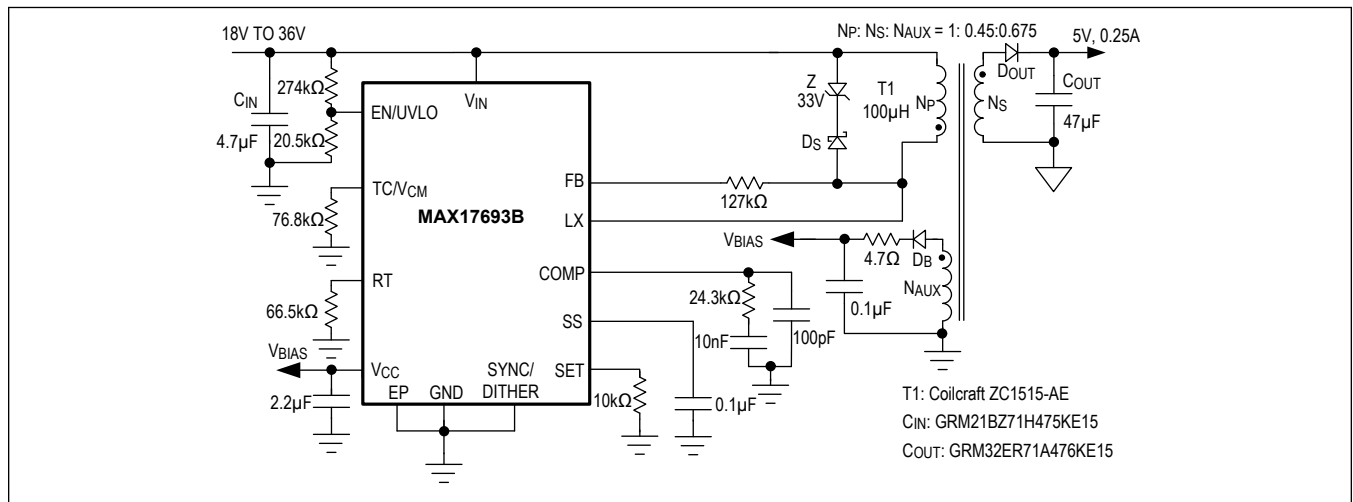 18V TO 36V
NP: NS: NAUX = 1: 0.45:0.675
5V, 0.25A
274kΩ
CIN
4.7µF
20.5kΩ
VIN
EN/UVLO
Z
33V
T1
100µH
NP
NS
DOUT
COUT
47µF
DS
TC/VCM
76.8kΩ
MAX17693B
FB
127kΩ
LX
RT
66.5kΩ
COMP
VBIAS
4.7Ω
DB
NAUX
0.1µF
24.3kΩ
10nF
100pF
SS
VBIAS
VCC
2.2µF
EP
GND
SYNC/
DITHER
SET
10kΩ
0.1µF
T1: Coilcraft ZC1515-AE
CIN: GRM21BZ71H475KE15
COUT: GRM32ER71A476KE15